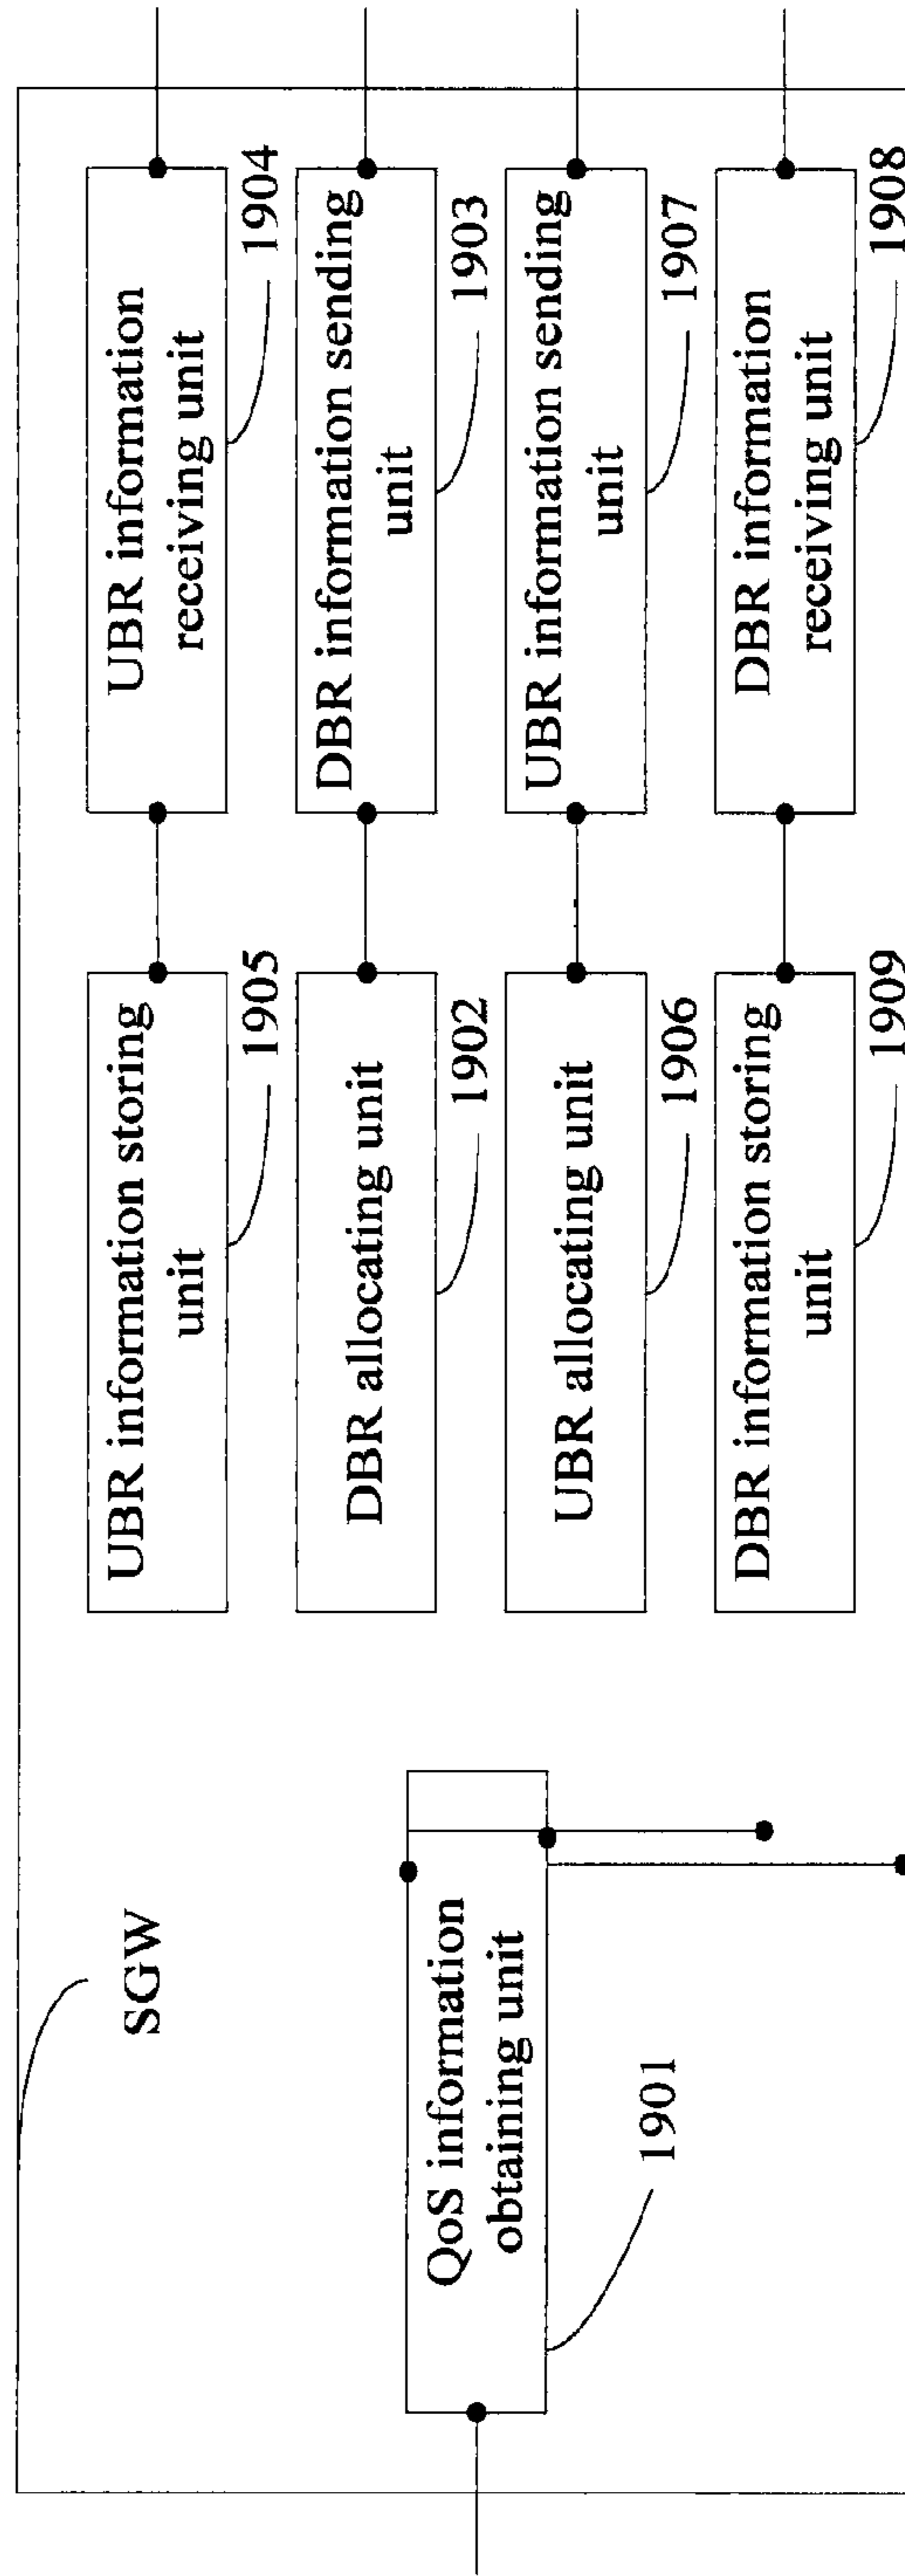 SGW
QoS information
obtaining unit
1901
UBR information storing
unit
1905
UBR information
receiving unit
1904
DBR allocating unit
1902
DBR information sending
unit
1903
UBR allocating unit
1906
UBR information sending
unit
1907
DBR information storing
unit
1909
DBR information
receiving unit
1908